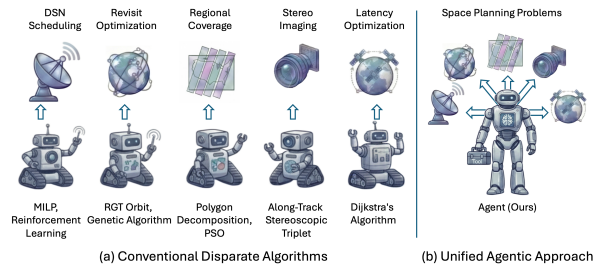 DSN
Scheduling
Revisit
Optimization
Regional
Coverage
Stereo
Imaging
Latency
Optimization
Space Planning Problems
MILP,
Reinforcement
Learning
RGT Orbit,
Genetic Algorithm
Polygon
Decomposition,
PSO
Along-Track
Stereoscopic
Triplet
Dijkstra's
Algorithm
Tool
Agent (Ours)
(a) Conventional Disparate Algorithms
(b) Unified Agentic Approach